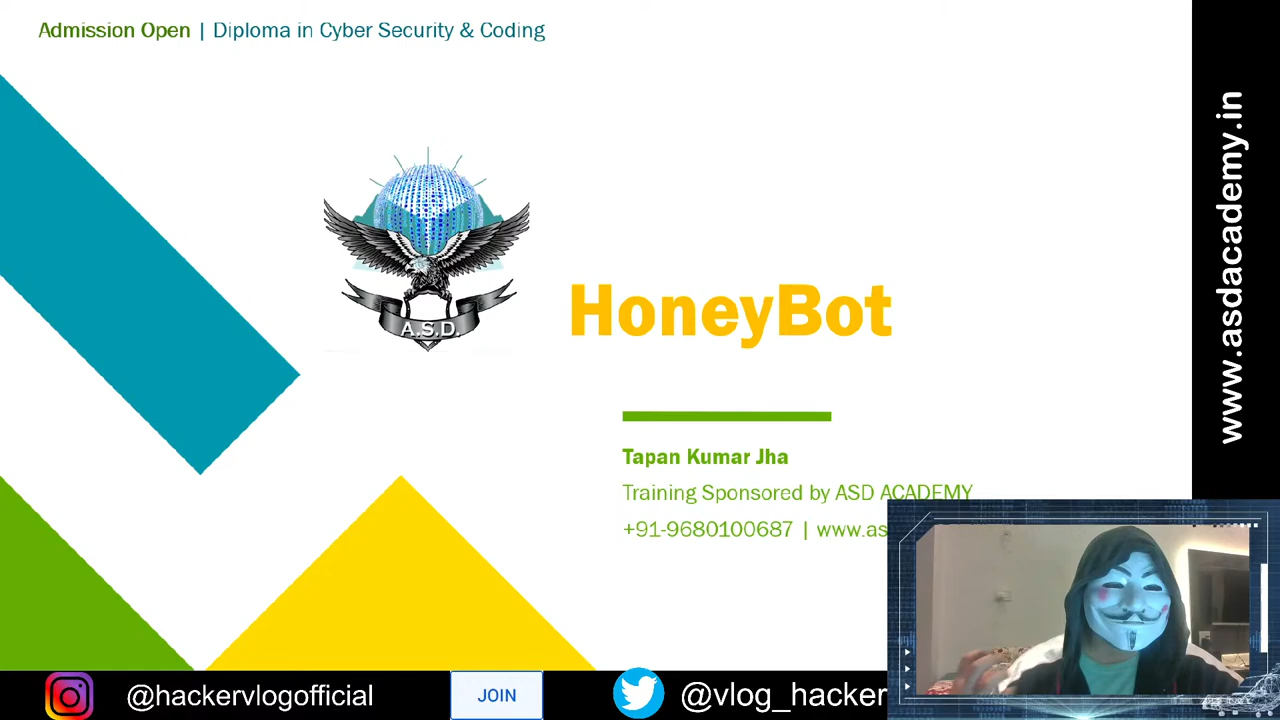 Admission Open | Diploma in Cyber Security & Coding
www.asdacademy.in
A.S.D.
HoneyBot
Tapan Kumar Jha
Training Sponsored by ASD ACADEMY
+91-9680100687 | www.as
@hackervlogofficial
JOIN
@vlog_hacker